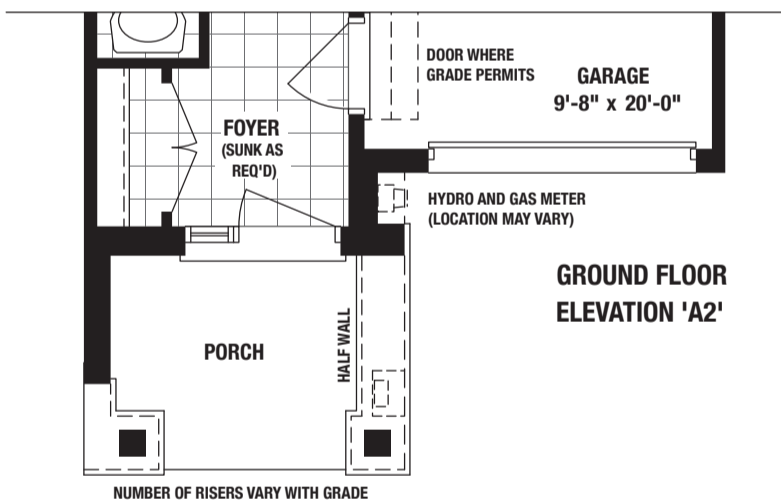 DOOR WHERE
GRADE PERMITS
GARAGE
9'-8" x 20'-0"
FOYER
(SUNK AS
REQ'D)
HYDRO AND GAS METER
(LOCATION MAY VARY)
GROUND FLOOR
ELEVATION 'A2'
PORCH
HALF WALL
NUMBER OF RISERS VARY WITH GRADE